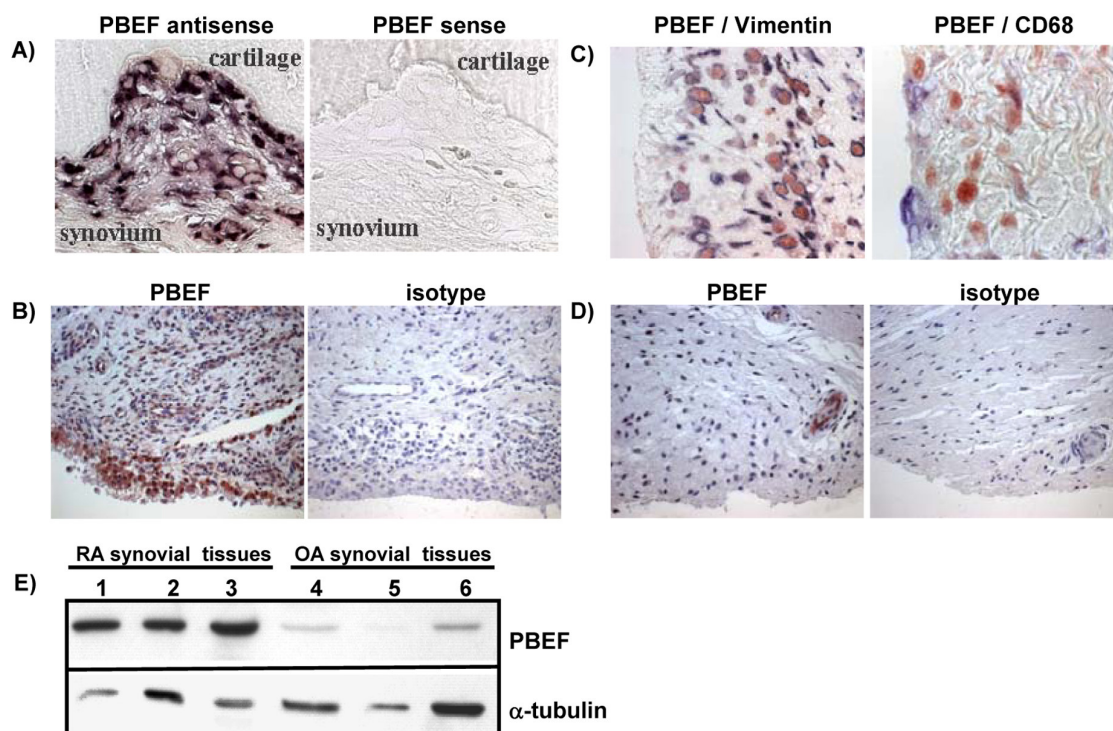 A)
PBEF antisense
PBEF sense
cartilage
synovium
cartilage
synovium
C)
PBEF / Vimentin
PBEF / CD68
B)
PBEF
isotype
D)
PBEF
isotype
E)
RA synovial tissues
OA synovial tissues
1 2 3 4 5 6
PBEF
α-tubulin